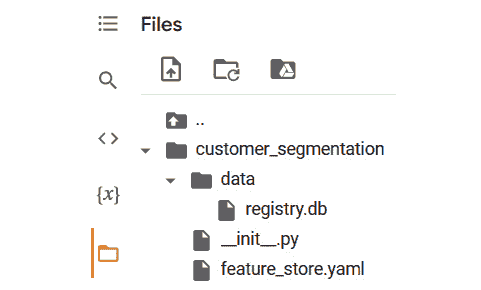 Files
..
customer_segmentation
{x}
data
registry.db
__init__.py
feature_store.yaml